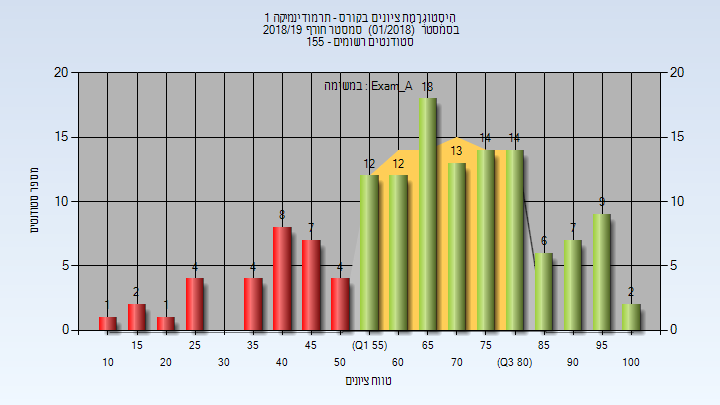 היסטוגרמת ציונים בקורס - תרמודינמיקה 1
בסמסטר (01/2018) סמסטר חורף 2018/19
סטודנטים רשומים - 155
במשימה : Exam_A
מספר סטודנטים
20 15 10 5 0
20 15 10 5 0
1 2 1 4 4 8 7 4 12 12 18 13 14 14 6 7 9 2
15 25 35 45 (Q1 55) 65 75 85 95
10 20 30 40 50 60 70 (Q3 80) 90 100
טווח ציונים